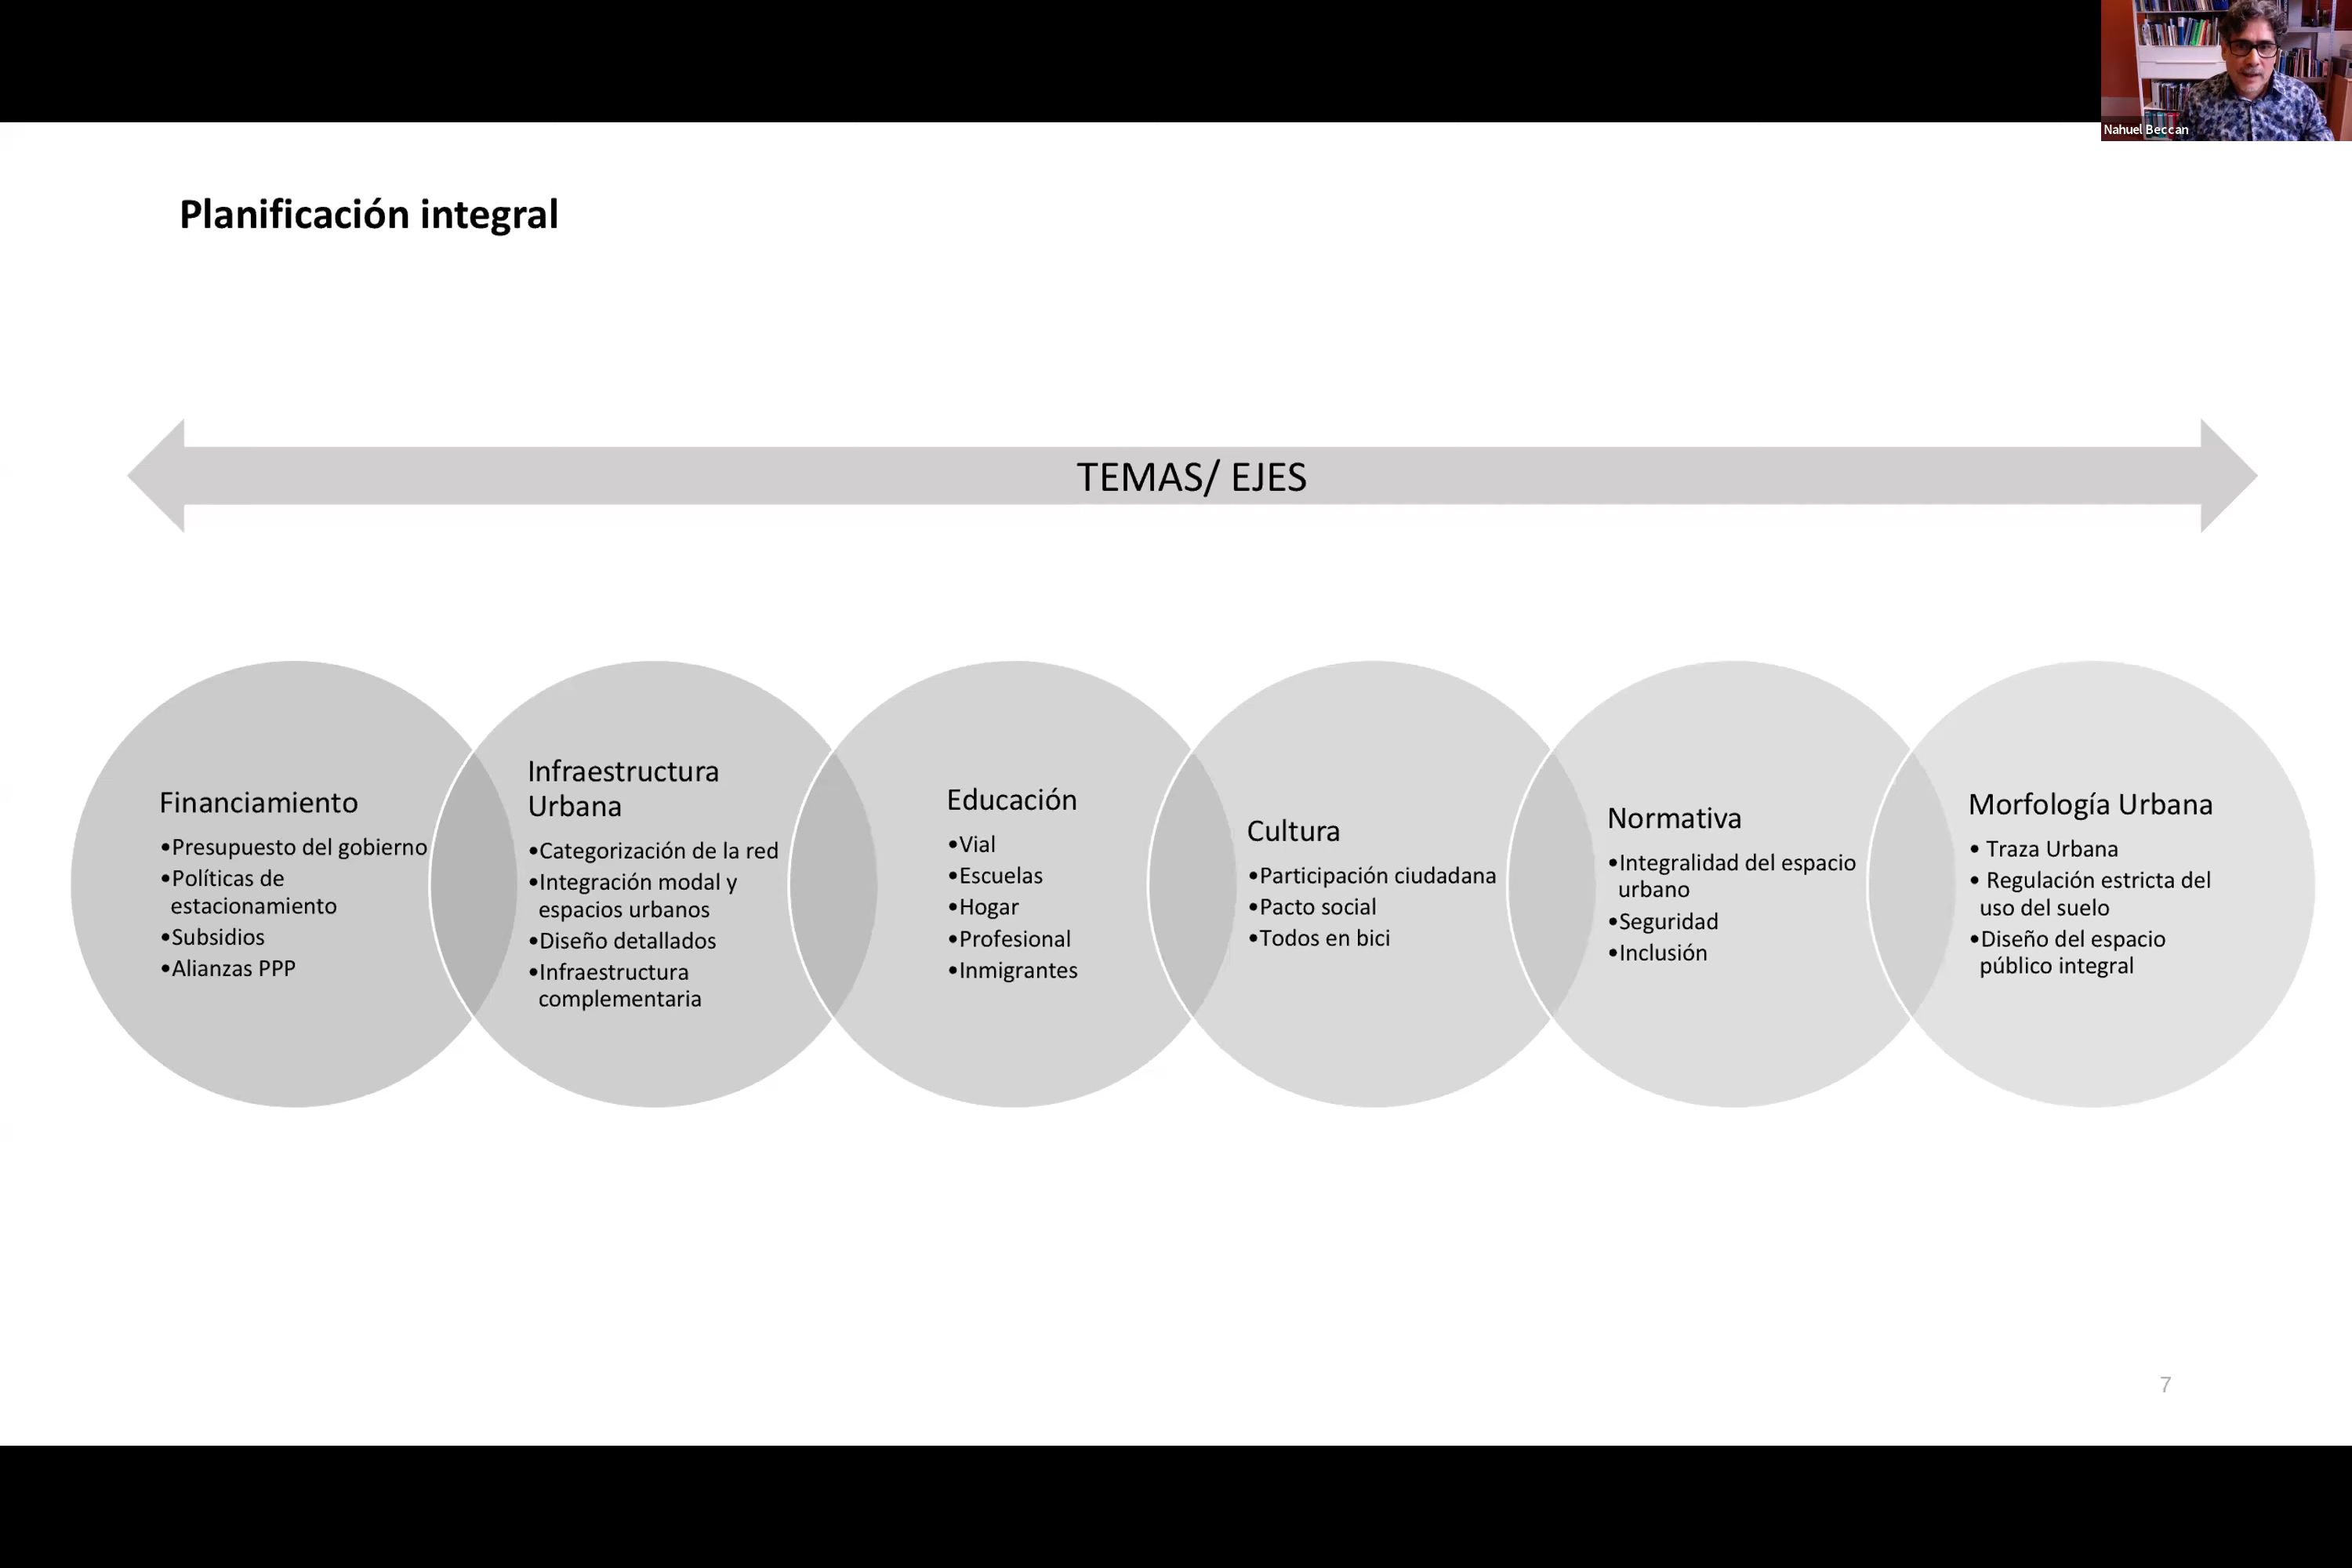 Nahuel Beccan
Planificación integral
TEMAS/ EJES
Financiamiento
•Presupuesto del gobierno
•Políticas de
estacionamiento
•Subsidios
•Alianzas PPP
Infraestructura
Urbana
•Categorización de la red
•Integración modal y
espacios urbanos
•Diseño detallados
•Infraestructura
complementaria
Educación
•Vial
•Escuelas
•Hogar
•Profesional
•Inmigrantes
Cultura
•Participación ciudadana
•Pacto social
•Todos en bici
Normativa
•Integralidad del espacio
urbano
•Seguridad
•Inclusión
Morfología Urbana
• Traza Urbana
• Regulación estricta del
uso del suelo
•Diseño del espacio
público integral
7